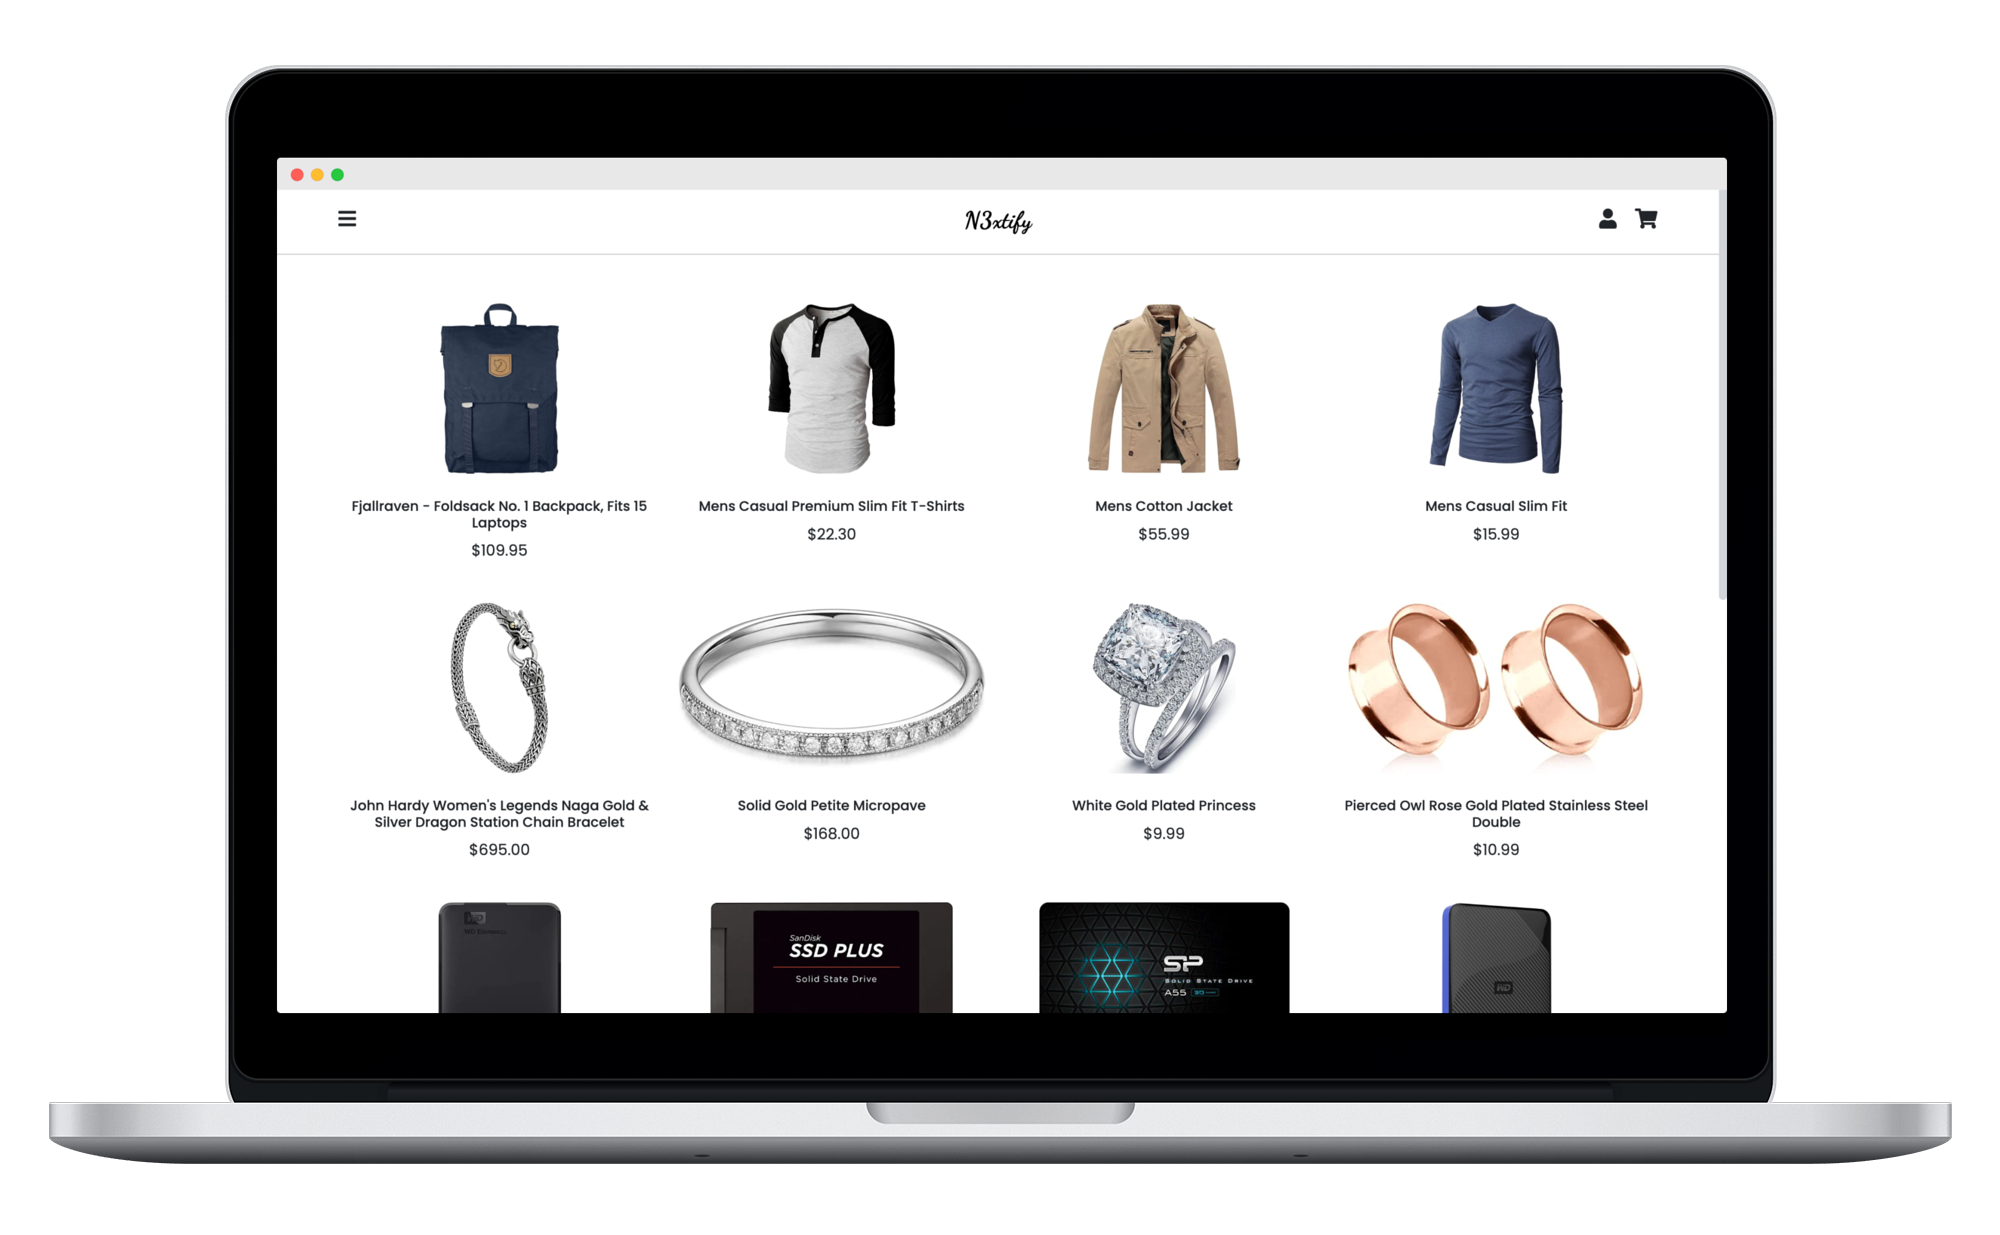 N3xtify
Fjallraven - Foldsack No. 1 Backpack, Fits 15
Laptops
$109.95
Mens Casual Premium Slim Fit T-Shirts
$22.30
Mens Cotton Jacket
$55.99
Mens Casual Slim Fit
$15.99
John Hardy Women's Legends Naga Gold &
Silver Dragon Station Chain Bracelet
$695.00
Solid Gold Petite Micropave
$168.00
White Gold Plated Princess
$9.99
Pierced Owl Rose Gold Plated Stainless Steel
Double
$10.99
WD
WD Elements
SanDisk
SSD PLUS
Solid State Drive
SP
SOLID STATE DRIVE
A55
WD